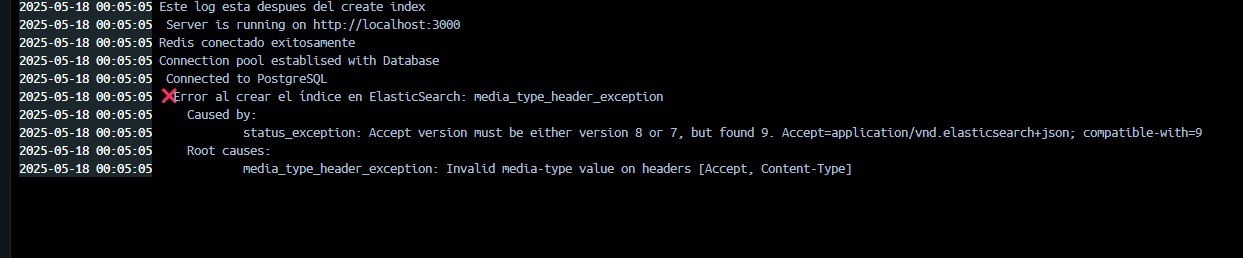 2025-05-18 00:05:05 Este log esta despues del create index
2025-05-18 00:05:05 Server is running on http://localhost:3000
2025-05-18 00:05:05 Redis conectado exitosamente
2025-05-18 00:05:05 Connection pool establised with Database
2025-05-18 00:05:05 Connected to PostgreSQL
2025-05-18 00:05:05 ❌Error al crear el índice en ElasticSearch: media_type_header_exception
2025-05-18 00:05:05 Caused by:
2025-05-18 00:05:05 status_exception: Accept version must be either version 8 or 7, but found 9. Accept=application/vnd.elasticsearch+json; compatible-with=9
2025-05-18 00:05:05 Root causes:
2025-05-18 00:05:05 media_type_header_exception: Invalid media-type value on headers [Accept, Content-Type]